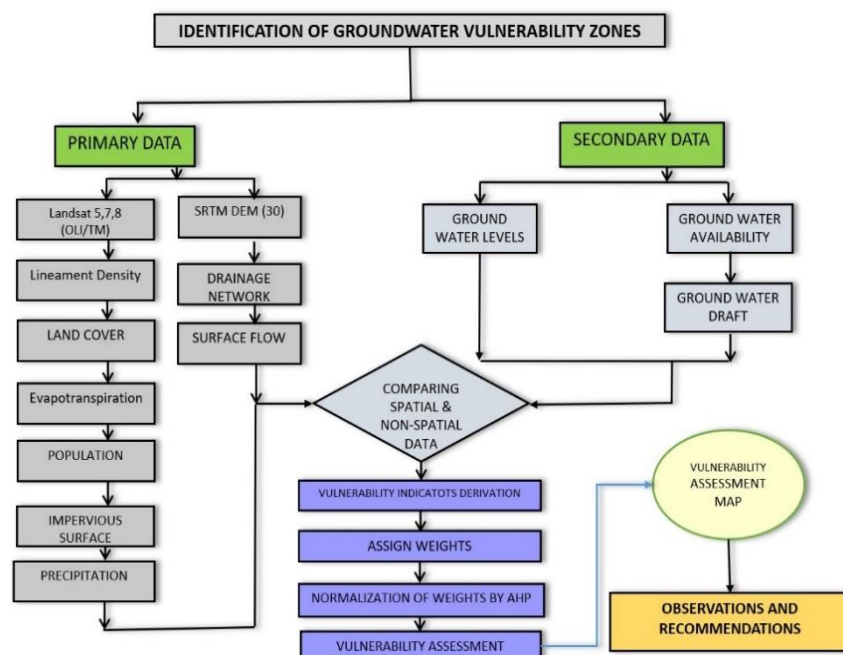 IDENTIFICATION OF GROUNDWATER VULNERABILITY ZONES
PRIMARY DATA
SECONDARY DATA
Landsat 5,7,8
(OLI/TM)
Lineament Density
LAND COVER
Evapotranspiration
POPULATION
IMPERVIOUS
SURFACE
PRECIPITATION
SRTM DEM (30)
DRAINAGE
NETWORK
SURFACE FLOW
GROUND
WATER LEVELS
GROUND WATER
AVAILABILITY
GROUND WATER
DRAFT
COMPARING
SPATIAL &
NON-SPATIAL
DATA
VULNERABILITY INDICATOTS DERIVATION
ASSIGN WEIGHTS
NORMALIZATION OF WEIGHTS BY AHP
VULNERABILITY ASSESSMENT
VULNERABILITY
ASSESSMENT
MAP
OBSERVATIONS AND
RECOMMENDATIONS